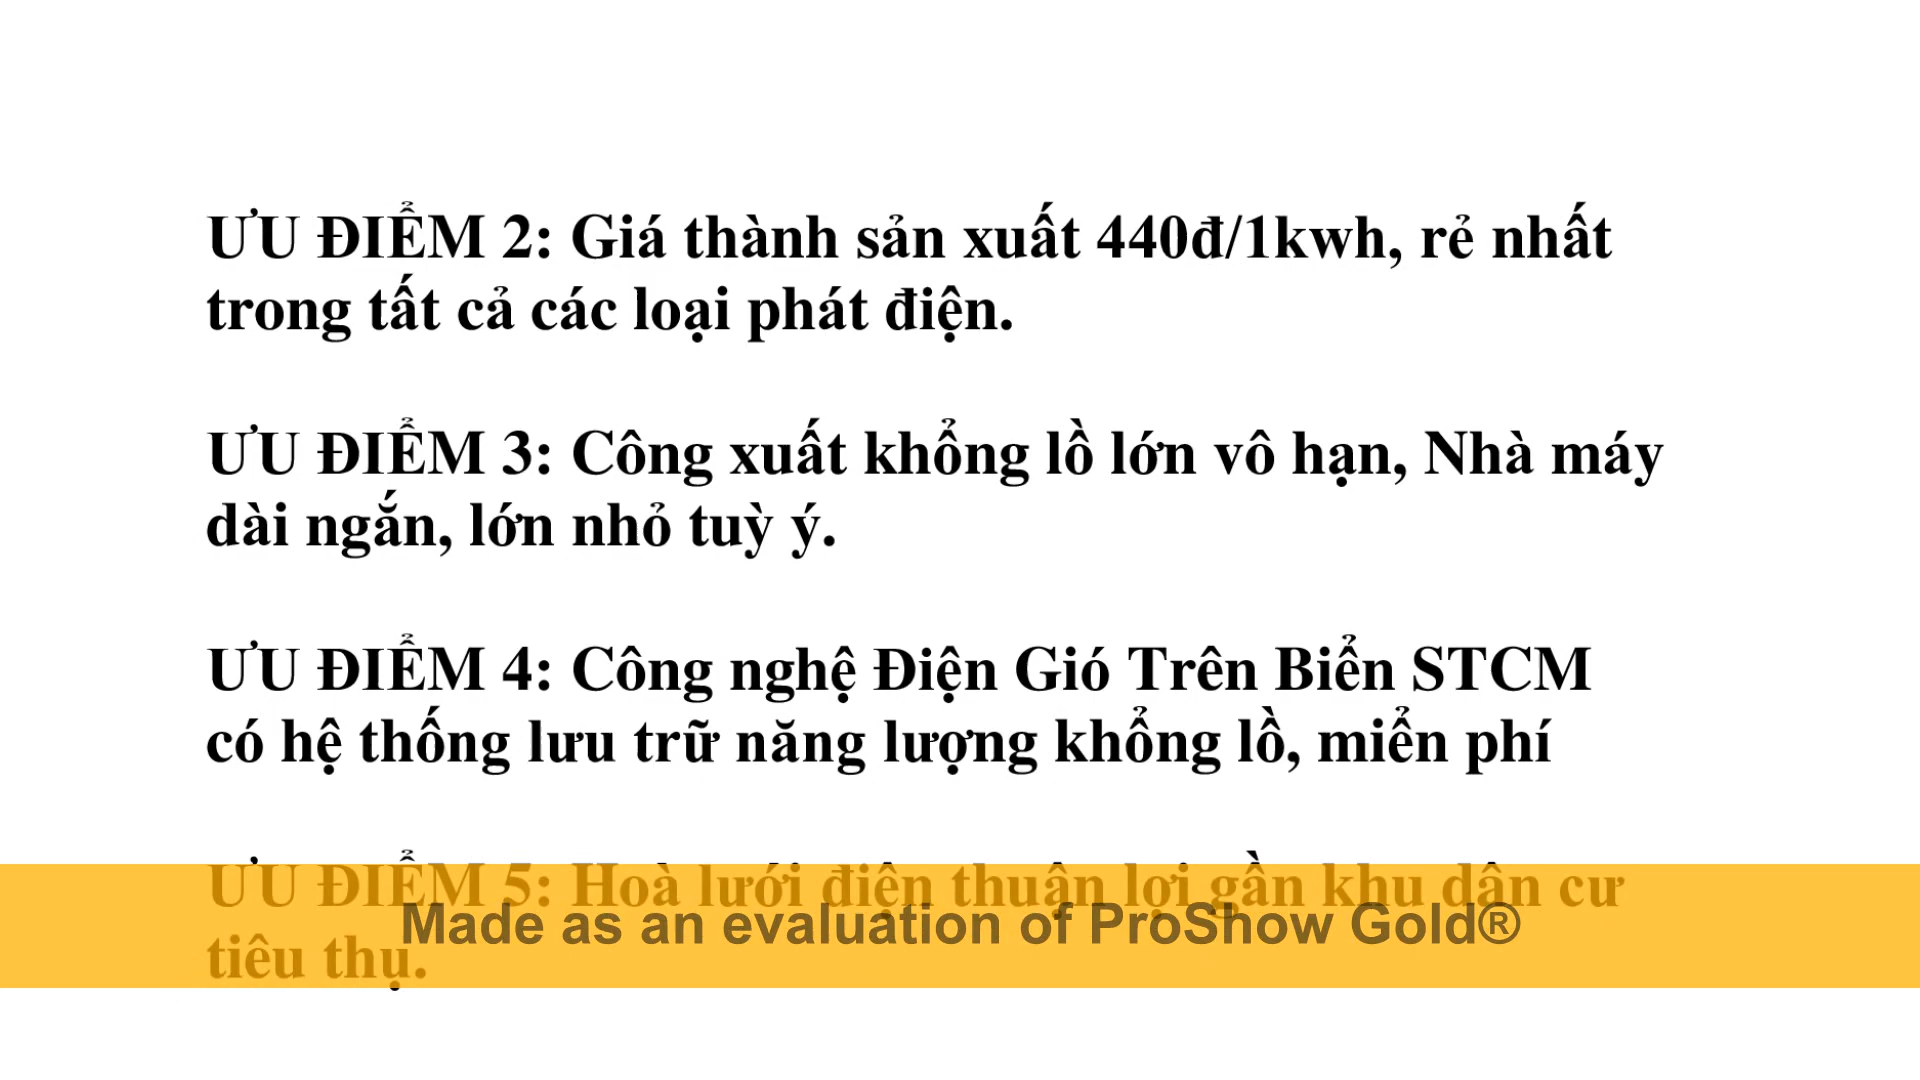 ƯU ĐIỂM 2: Giá thành sản xuất 440đ/1kwh, rẻ nhất
trong tất cả các loại phát điện.
ƯU ĐIỂM 3: Công xuất khổng lồ lớn vô hạn, Nhà máy
dài ngắn, lớn nhỏ tuỳ ý.
ƯU ĐIỂM 4: Công nghệ Điện Gió Trên Biển STCM
có hệ thống lưu trữ năng lượng khổng lồ, miển phí
ƯU ĐIỂM 5: Hoà lưới điện thuận lợi gần khu dân cư
Made as an evaluation of ProShow Gold®
tiêu thụ.